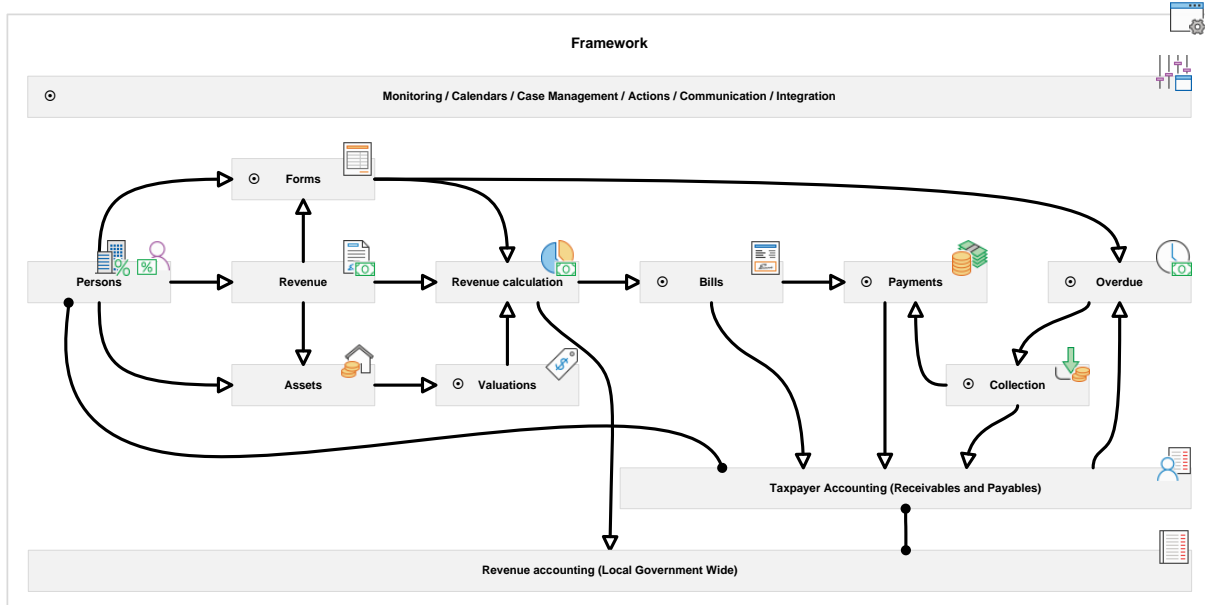 Framework
Monitoring / Calendars / Case Management / Actions / Communication / Integration
Forms
Persons
Revenue
Revenue calculation
Bills
Payments
Overdue
Assets
Valuations
Collection
Taxpayer Accounting (Receivables and Payables)
Revenue accounting (Local Government Wide)